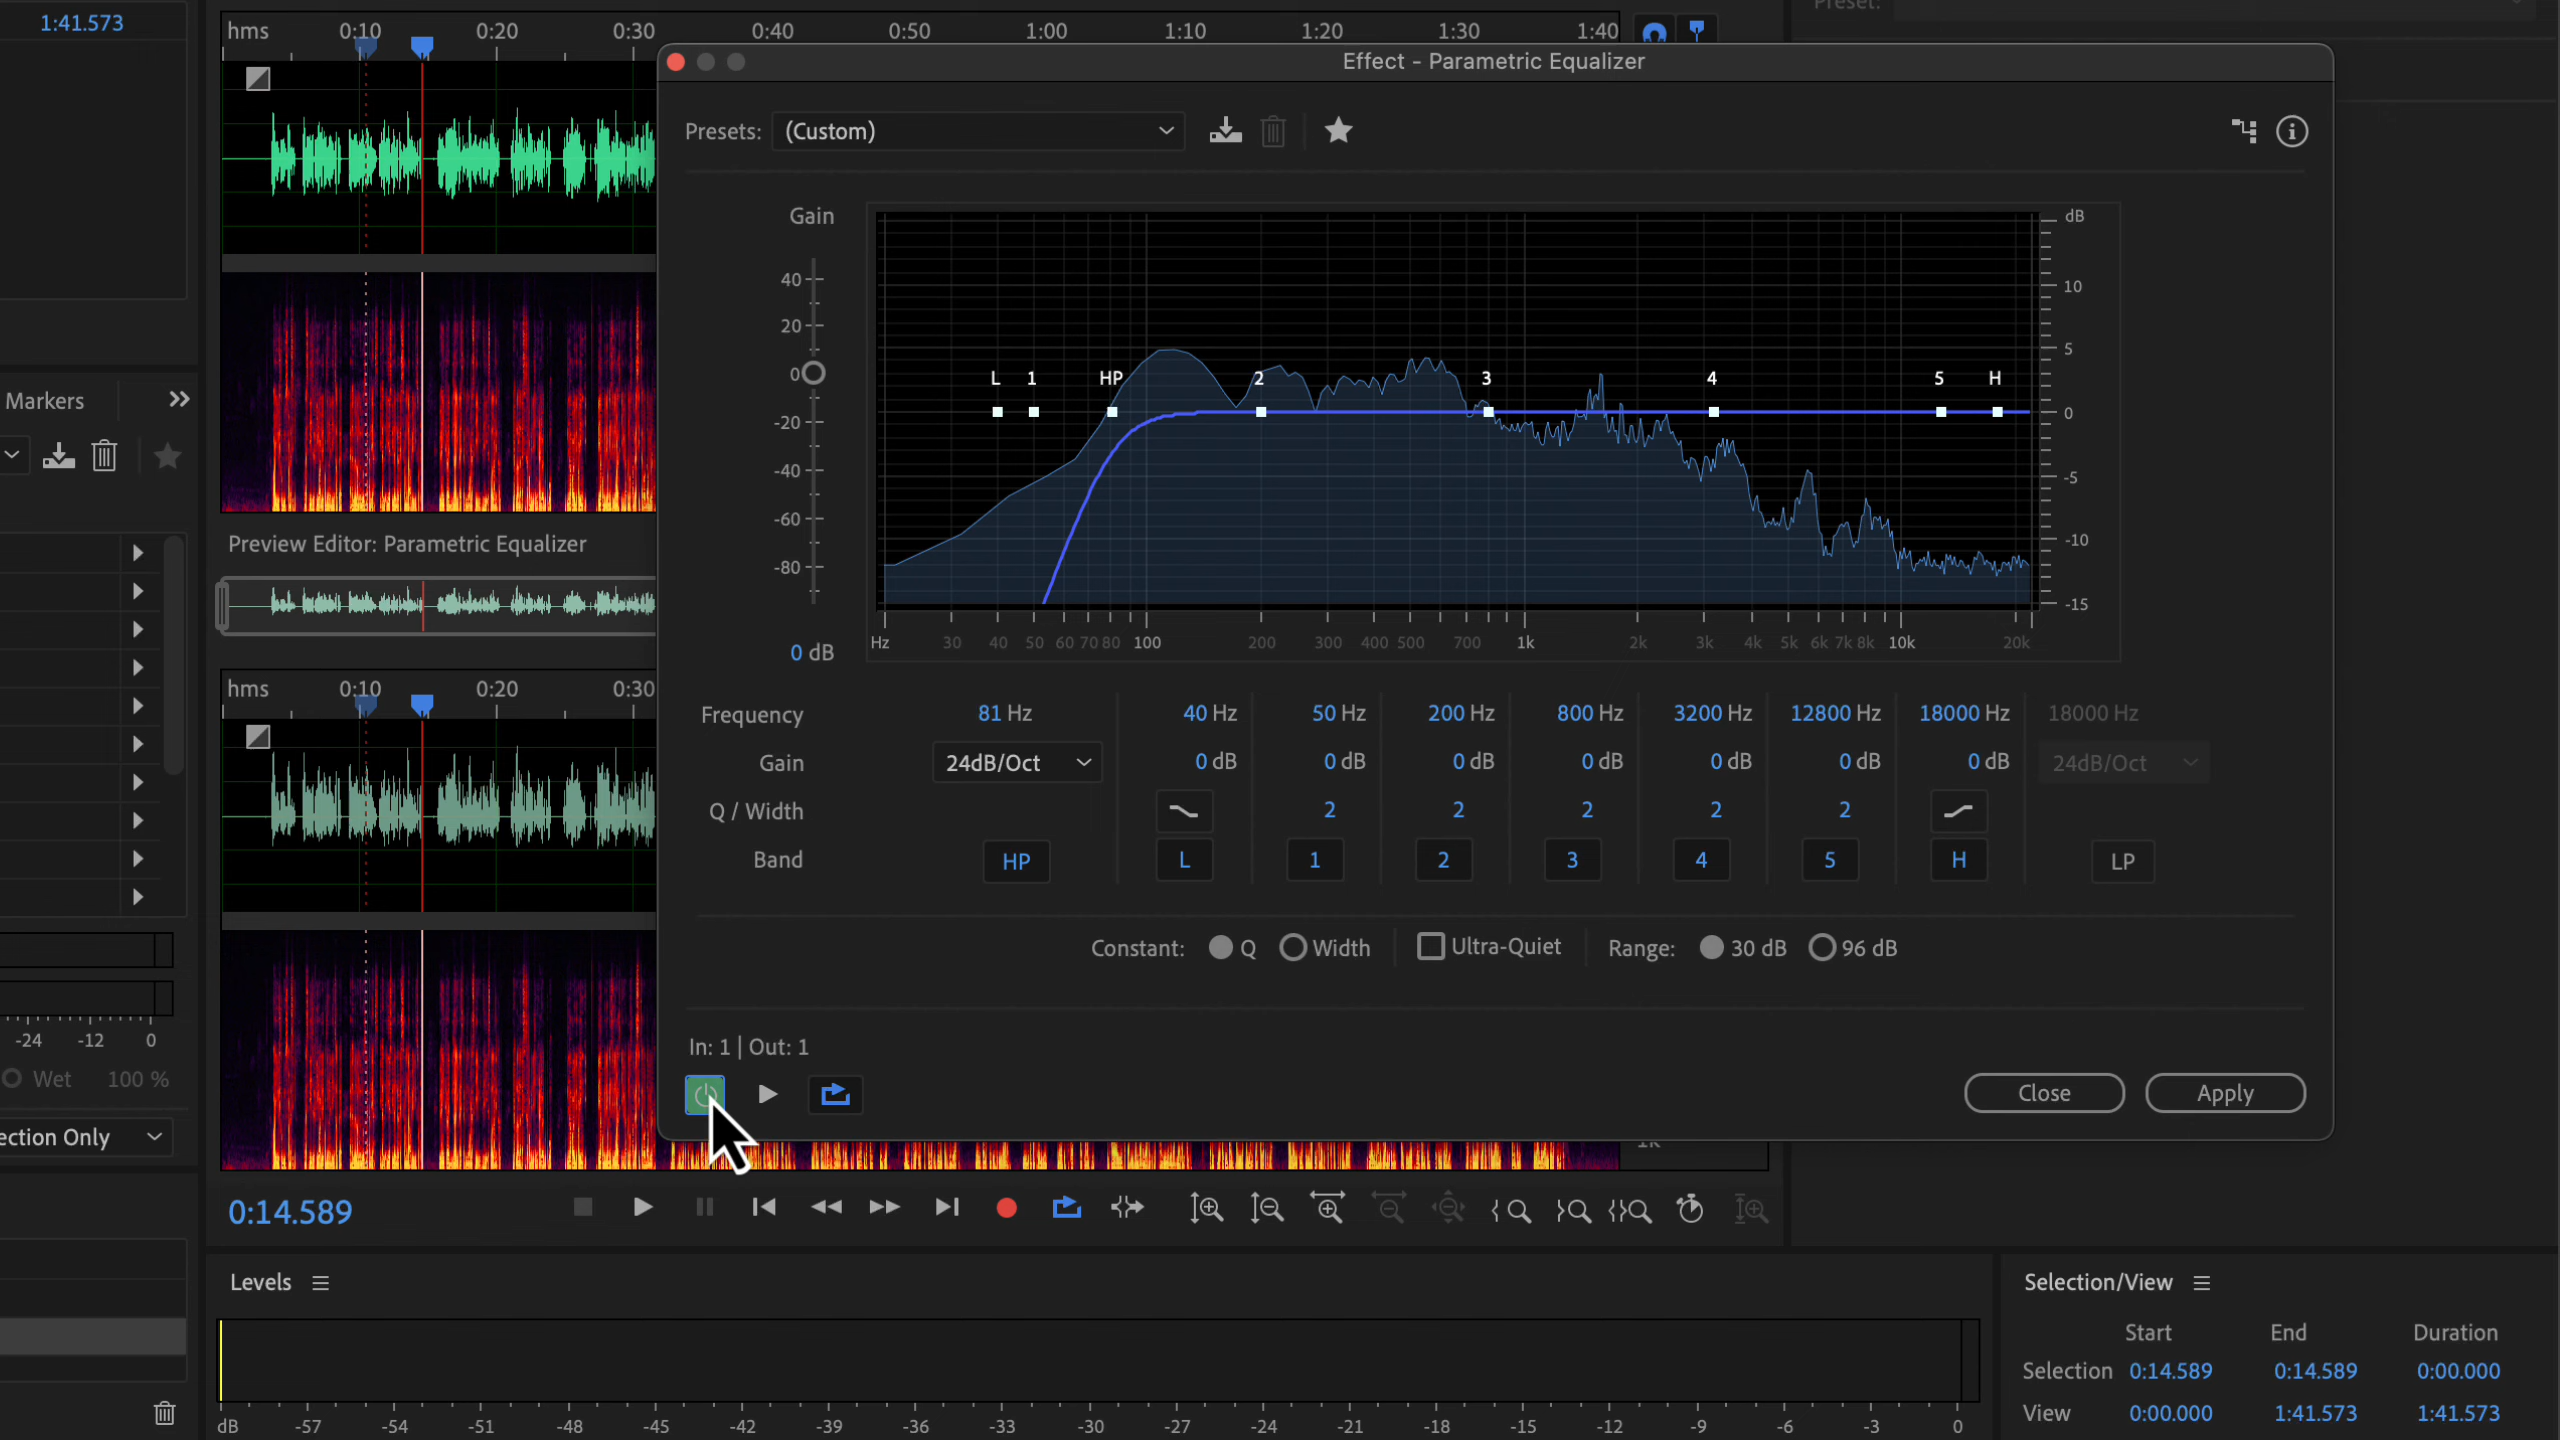 1:41.573
hms 0:10 0:20 0:30 0:40 0:50 1:00 1:10 1:20 1:30 1:40
Preset:
Effect - Parametric Equalizer
Presets: (Custom)
Gain
40
20
0
-20
-40
-60
-80
0 dB
L 1 HP 2 3 4 5 H
dB
10
5
0
-5
-10
-15
Hz 30 40 50 60 70 80 100 200 300 400 500 700 1k 2k 3k 4k 5k 6k 7k 8k 10k 20k
Markers
Preview Editor: Parametric Equalizer
hms 0:10 0:20 0:30
Frequency 81 Hz 40 Hz 50 Hz 200 Hz 800 Hz 3200 Hz 12800 Hz 18000 Hz 18000 Hz
Gain 24dB/Oct 0 dB 0 dB 0 dB 0 dB 0 dB 0 dB 0 dB 24dB/Oct
Q / Width 2 2 2 2 2
Band HP L 1 2 3 4 5 H LP
Constant: Q Width Ultra-Quiet Range: 30 dB 96 dB
In: 1 | Out: 1
Close Apply
-24 -12 0
Wet 100 %
ection Only
1k
0:14.589
Levels
dB -57 -54 -51 -48 -45 -42 -39 -36 -33 -30 -27 -24 -21 -18 -15 -12 -9 -6 -3 0
Selection/View
Start End Duration
Selection 0:14.589 0:14.589 0:00.000
View 0:00.000 1:41.573 1:41.573